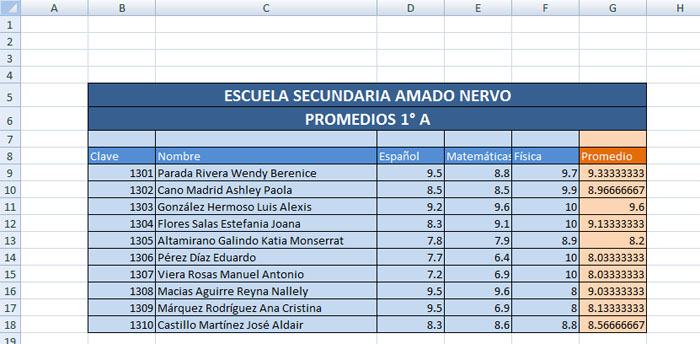 A B C D E F G H
1
2
3
4
5 ESCUELA SECUNDARIA AMADO NERVO
6 PROMEDIOS 1° A
7
8 Clave Nombre Español Matemáticas Física Promedio
9 1301 Parada Rivera Wendy Berenice 9.5 8.8 9.7 9.33333333
10 1302 Cano Madrid Ashley Paola 8.5 8.5 9.9 8.96666667
11 1303 González Hermoso Luis Alexis 9.2 9.6 10 9.6
12 1304 Flores Salas Estefania Joana 8.3 9.1 10 9.13333333
13 1305 Altamirano Galindo Katia Monserrat 7.8 7.9 8.9 8.2
14 1306 Pérez Díaz Eduardo 7.7 6.4 10 8.03333333
15 1307 Viera Rosas Manuel Antonio 7.2 6.9 10 8.03333333
16 1308 Macias Aguirre Reyna Nallely 9.5 9.6 8 9.03333333
17 1309 Márquez Rodríguez Ana Cristina 9.5 6.9 8 8.13333333
18 1310 Castillo Martínez José Aldair 8.3 8.6 8.8 8.56666667
19